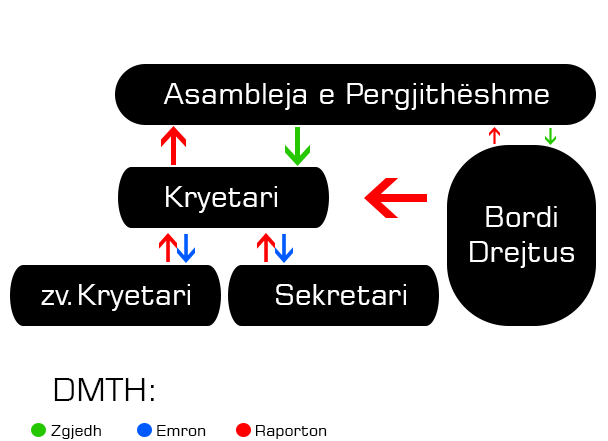 Asambleja e Pergjithëshme
Kryetari
Bordi
Drejtus
zv. Kryetari
Sekretari
DMTH:
Zgjedh
Emron
Raporton